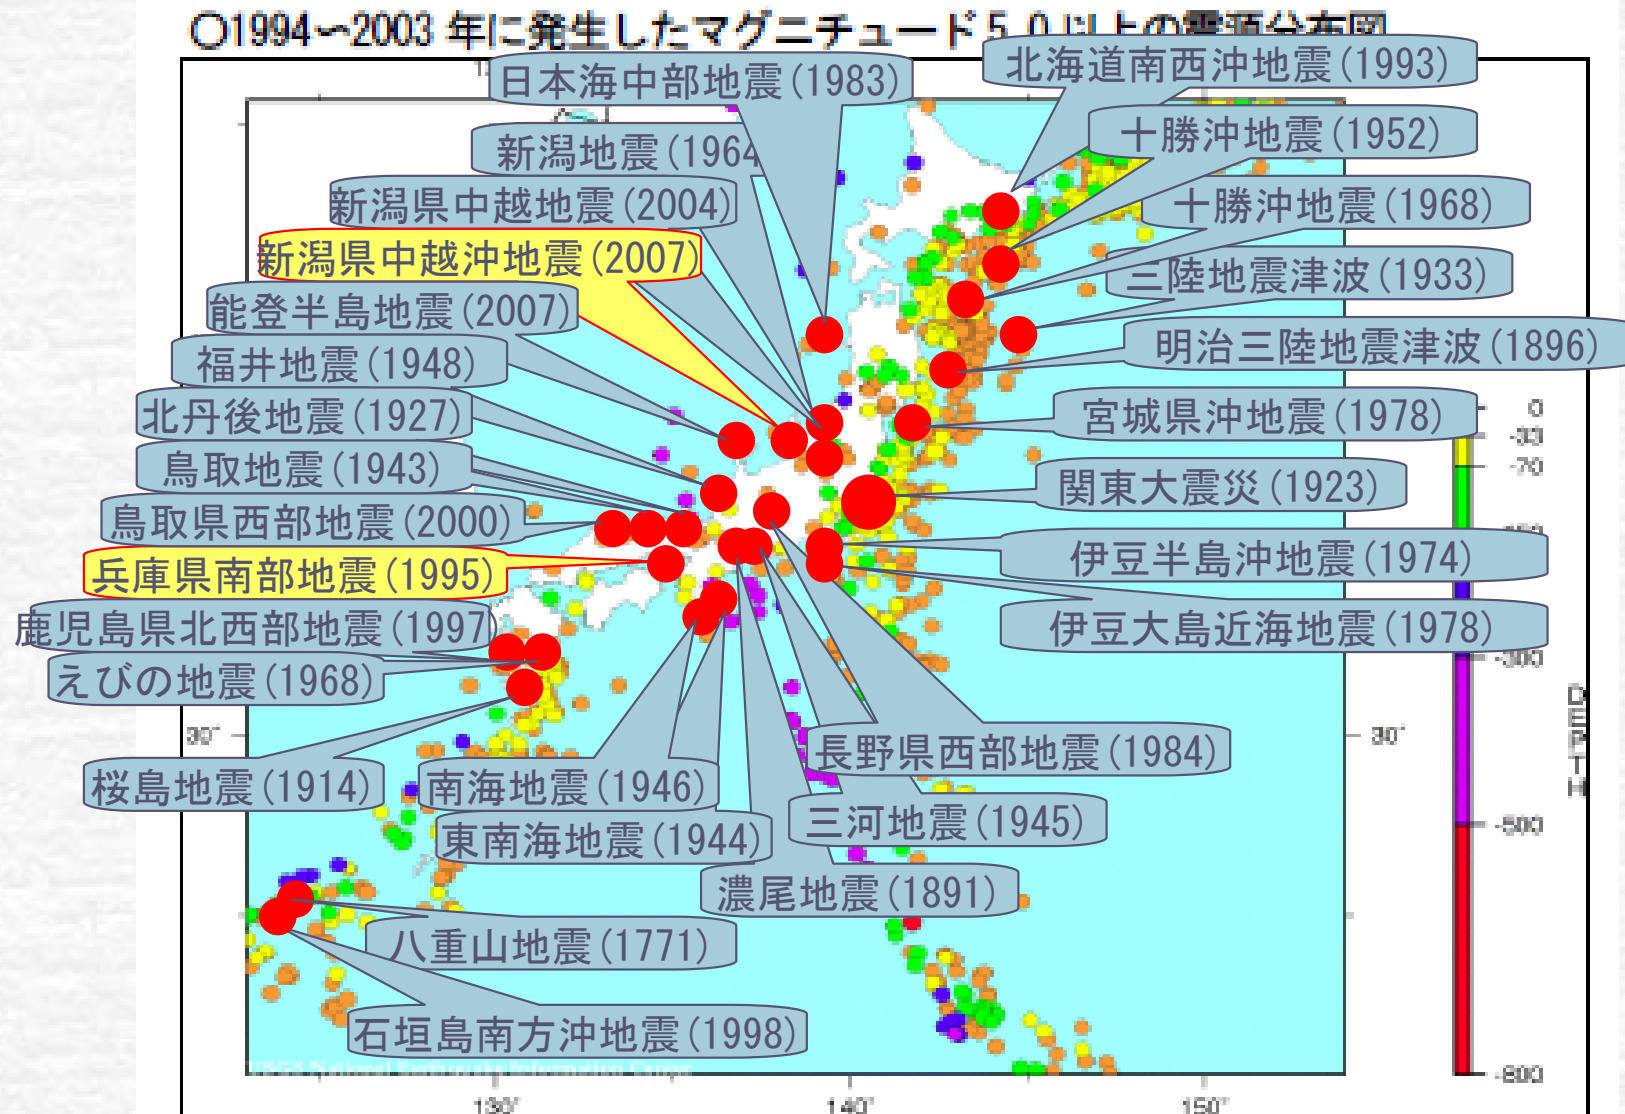 ○1994~2003 年に発生したマグニチュード 5.0 以上の震源分布図
日本海中部地震(1983)
北海道南西沖地震(1993)
新潟地震(1964
十勝沖地震(1952)
新潟県中越地震(2004)
十勝沖地震(1968)
新潟県中越沖地震(2007)
三陸地震津波(1933)
能登半島地震(2007)
明治三陸地震津波(1896)
福井地震(1948)
北丹後地震(1927)
宮城県沖地震(1978)
0
-33
-70
鳥取地震(1943)
関東大震災(1923)
鳥取県西部地震(2000)
伊豆半島沖地震(1974)
兵庫県南部地震(1995)
鹿児島県北西部地震(1997)
伊豆大島近海地震(1978)
-300
えびの地震(1968)
DEPTH
30°
30°
長野県西部地震(1984)
桜島地震(1914)
南海地震(1946)
三河地震(1945)
-500
東南海地震(1944)
濃尾地震(1891)
八重山地震(1771)
石垣島南方沖地震(1998)
USGS National Earthquake Information Center
-800
130°
140°
150°